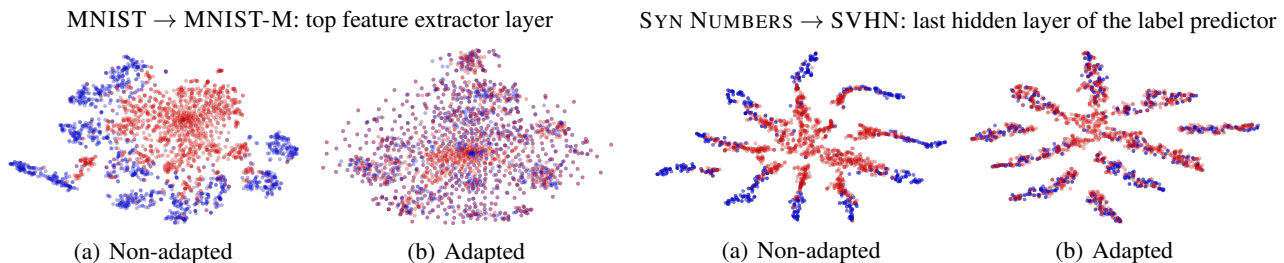 MNIST → MNIST-M: top feature extractor layer
SYN NUMBERS → SVHN: last hidden layer of the label predictor
(a) Non-adapted
(b) Adapted
(a) Non-adapted
(b) Adapted